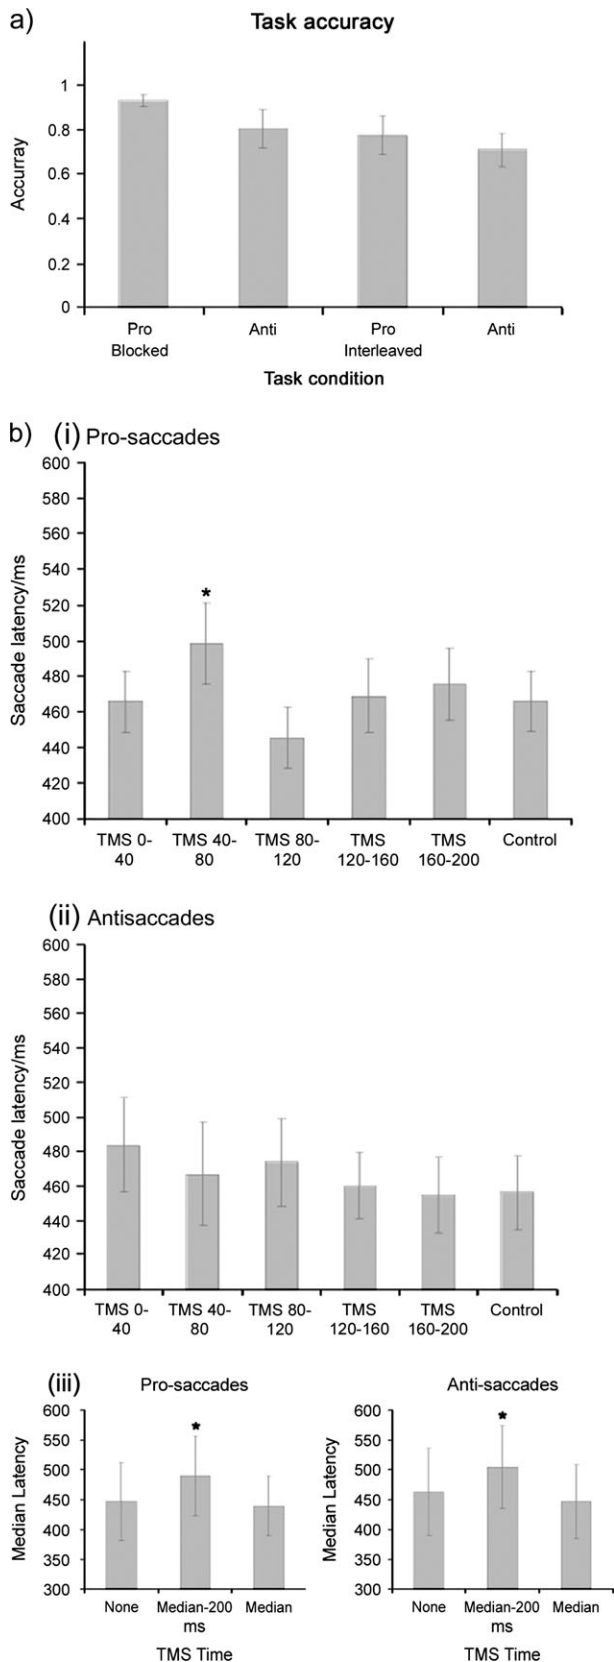 a)
Task accuracy
Accurray
1
0.8
0.6
0.4
0.2
0
Pro
Blocked
Anti
Pro
Interleaved
Anti
Task condition
b)
(i) Pro-saccades
Saccade latency/ms
600
580
560
540
520
500
480
460
440
420
400
*
TMS 0-
40
TMS 40-
80
TMS 80-
120
TMS
120-160
TMS
160-200
Control
(ii) Antisaccades
Saccade latency/ms
600
580
560
540
520
500
480
460
440
420
400
TMS 0-
40
TMS 40-
80
TMS 80-
120
TMS
120-160
TMS
160-200
Control
(iii)
Pro-saccades
Median Latency
600
550
500
450
400
350
300
*
None
Median-200
ms
Median
TMS Time
Anti-saccades
Median Latency
600
550
500
450
400
350
300
*
None
Median-200
ms
Median
TMS Time